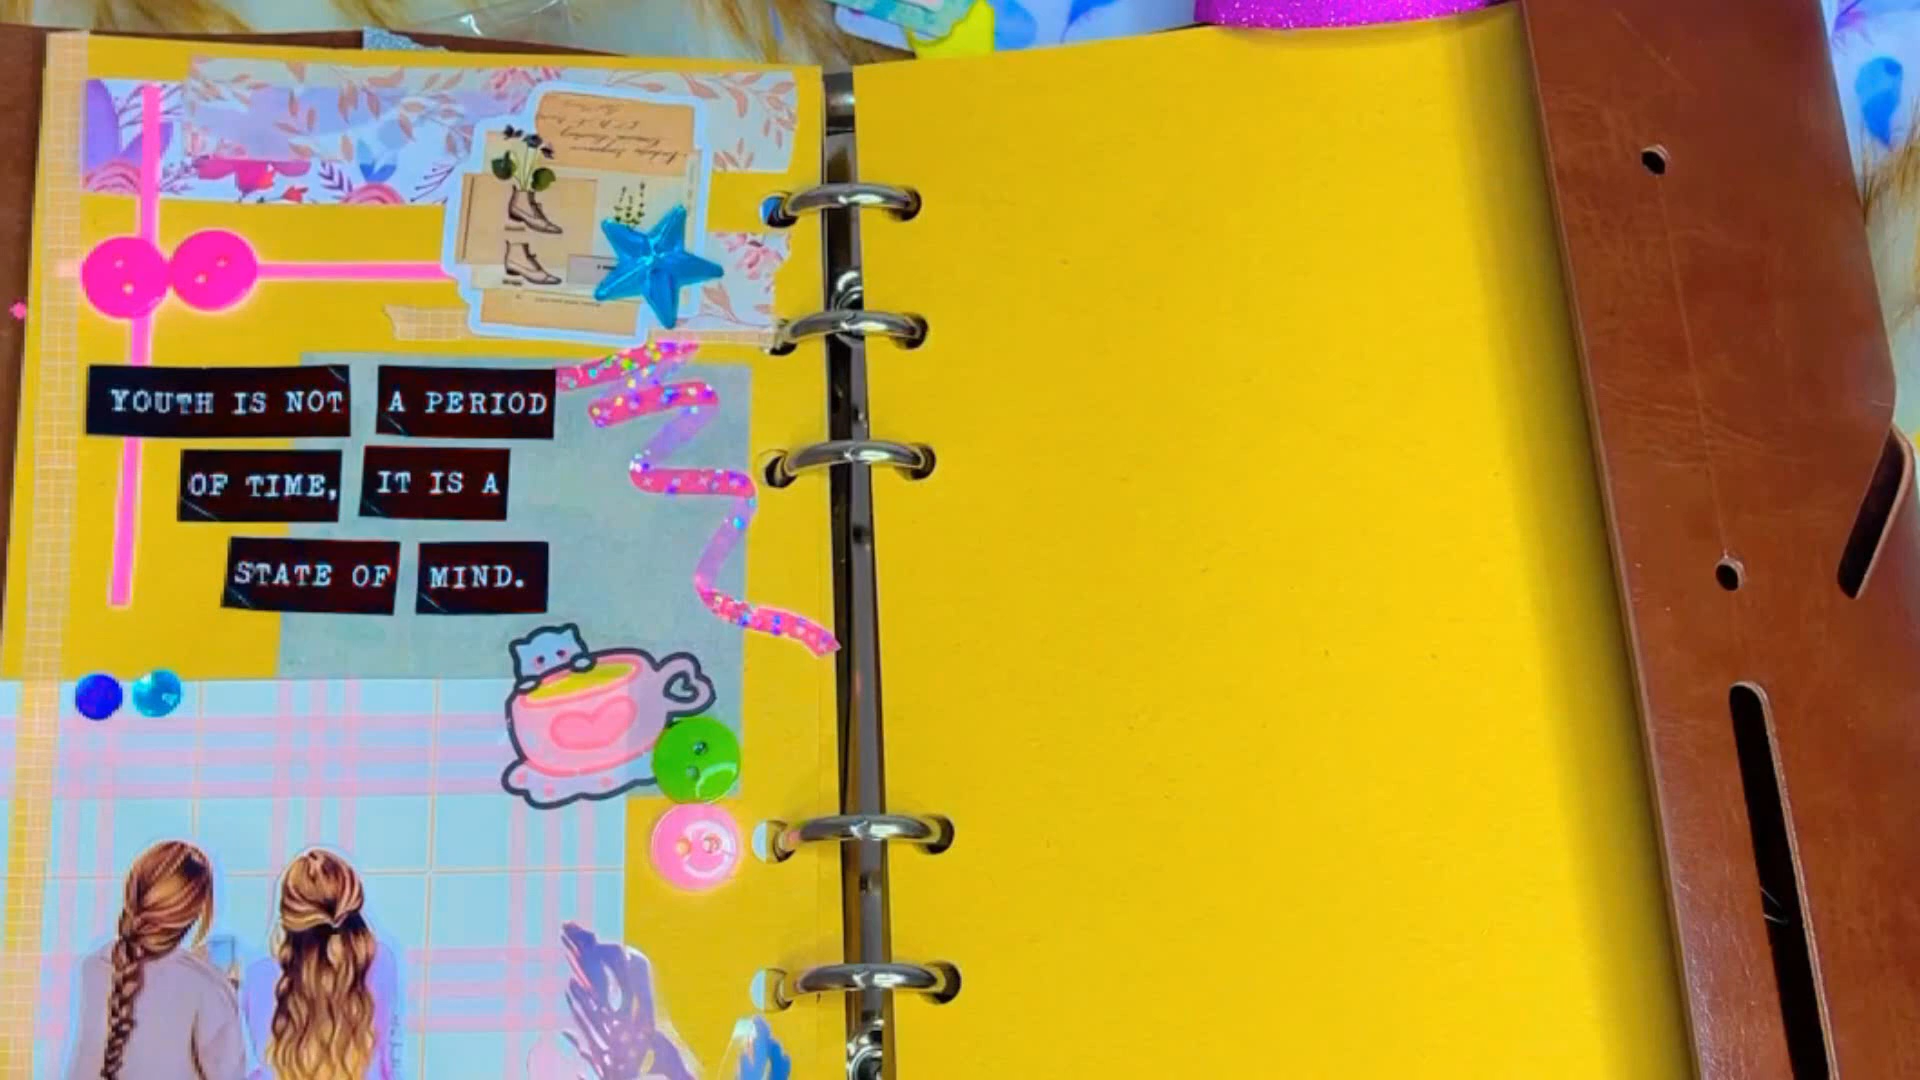 YOUTH IS NOT A PERIOD
OF TIME, IT IS A
STATE OF MIND.